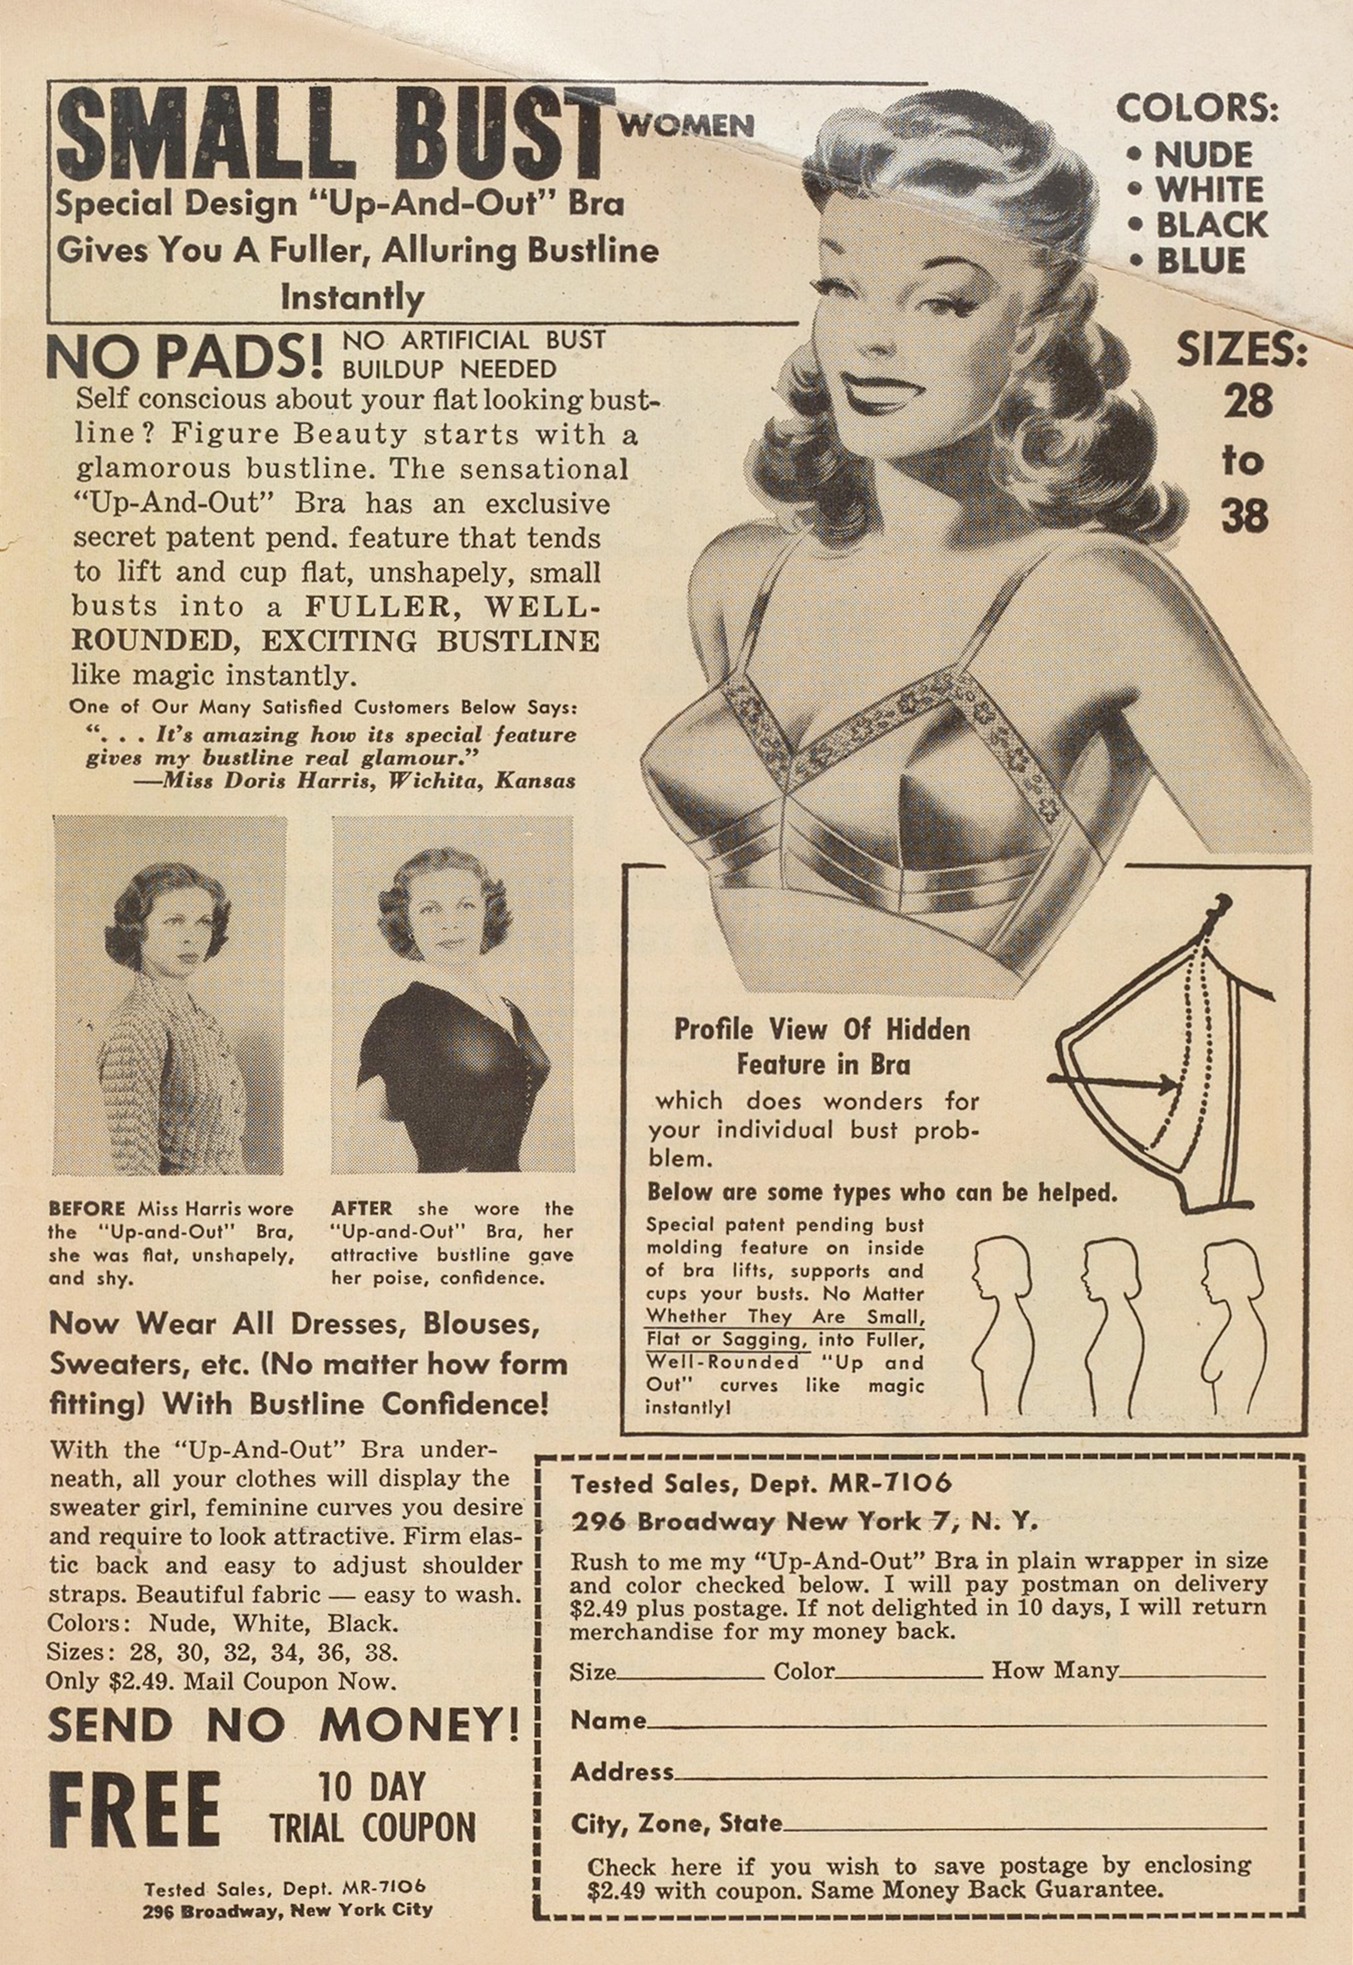 SMALL BUST WOMEN
Special Design “Up-And-Out” Bra
Gives You A Fuller, Alluring Bustline
Instantly
COLORS:
• NUDE
• WHITE
• BLACK
• BLUE
SIZES:
28
to
38
NO PADS! NO ARTIFICIAL BUST
BUILDUP NEEDED
Self conscious about your flat looking bust-
line? Figure Beauty starts with a
glamorous bustline. The sensational
“Up-And-Out” Bra has an exclusive
secret patent pend. feature that tends
to lift and cup flat, unshapely, small
busts into a FULLER, WELL-
ROUNDED, EXCITING BUSTLINE
like magic instantly.
One of Our Many Satisfied Customers Below Says:
“. . . It’s amazing how its special feature
gives my bustline real glamour.”
—Miss Doris Harris, Wichita, Kansas
BEFORE Miss Harris wore
the “Up-and-Out” Bra,
she was flat, unshapely,
and shy.
AFTER she wore the
“Up-and-Out” Bra, her
attractive bustline gave
her poise, confidence.
Profile View Of Hidden
Feature in Bra
which does wonders for
your individual bust prob-
blem.
Below are some types who can be helped.
Special patent pending bust
molding feature on inside
of bra lifts, supports and
cups your busts. No Matter
Whether They Are Small,
Flat or Sagging, into Fuller,
Well-Rounded “Up and
Out” curves like magic
instantly!
Now Wear All Dresses, Blouses,
Sweaters, etc. (No matter how form
fitting) With Bustline Confidence!
With the “Up-And-Out” Bra under-
neath, all your clothes will display the
sweater girl, feminine curves you desire
and require to look attractive. Firm elas-
tic back and easy to adjust shoulder
straps. Beautiful fabric — easy to wash.
Colors: Nude, White, Black.
Sizes: 28, 30, 32, 34, 36, 38.
Only $2.49. Mail Coupon Now.
SEND NO MONEY!
FREE 10 DAY
TRIAL COUPON
Tested Sales, Dept. MR-7106
296 Broadway, New York City
Tested Sales, Dept. MR-7106
296 Broadway New York 7, N. Y.
Rush to me my “Up-And-Out” Bra in plain wrapper in size
and color checked below. I will pay postman on delivery
$2.49 plus postage. If not delighted in 10 days, I will return
merchandise for my money back.
Size Color How Many
Name
Address
City, Zone, State
Check here if you wish to save postage by enclosing
$2.49 with coupon. Same Money Back Guarantee.